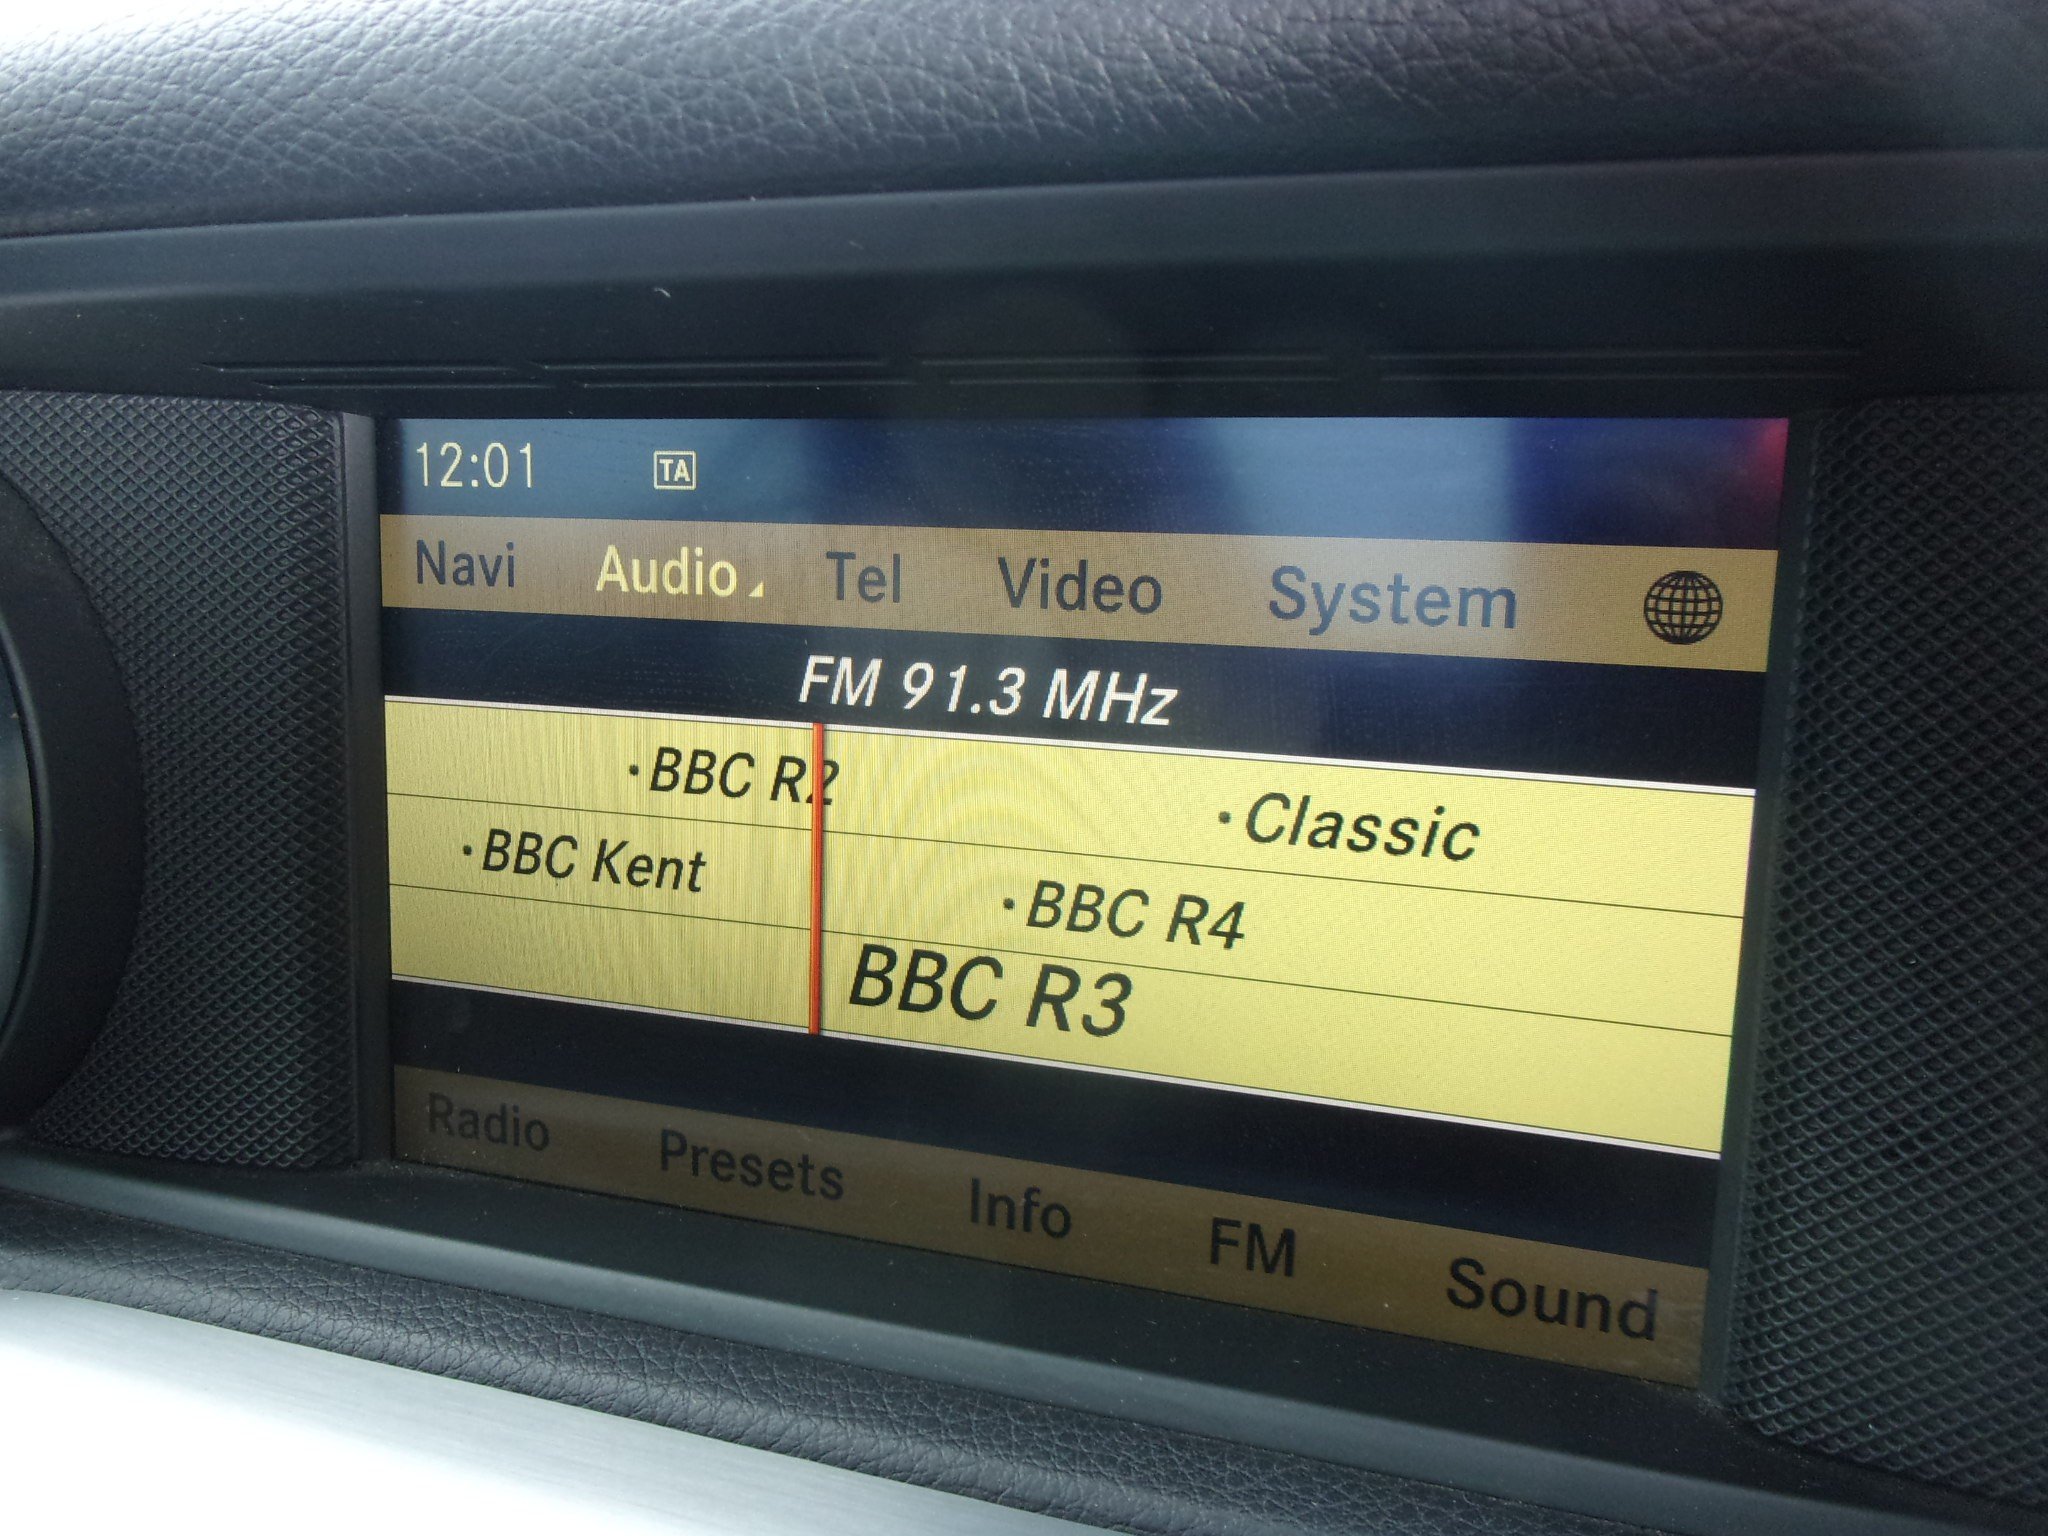 12:01 TA
Navi Audio Tel Video System
FM 91.3 MHz
BBC R2 Classic
BBC Kent BBC R4
BBC R3
Radio Presets Info FM Sound